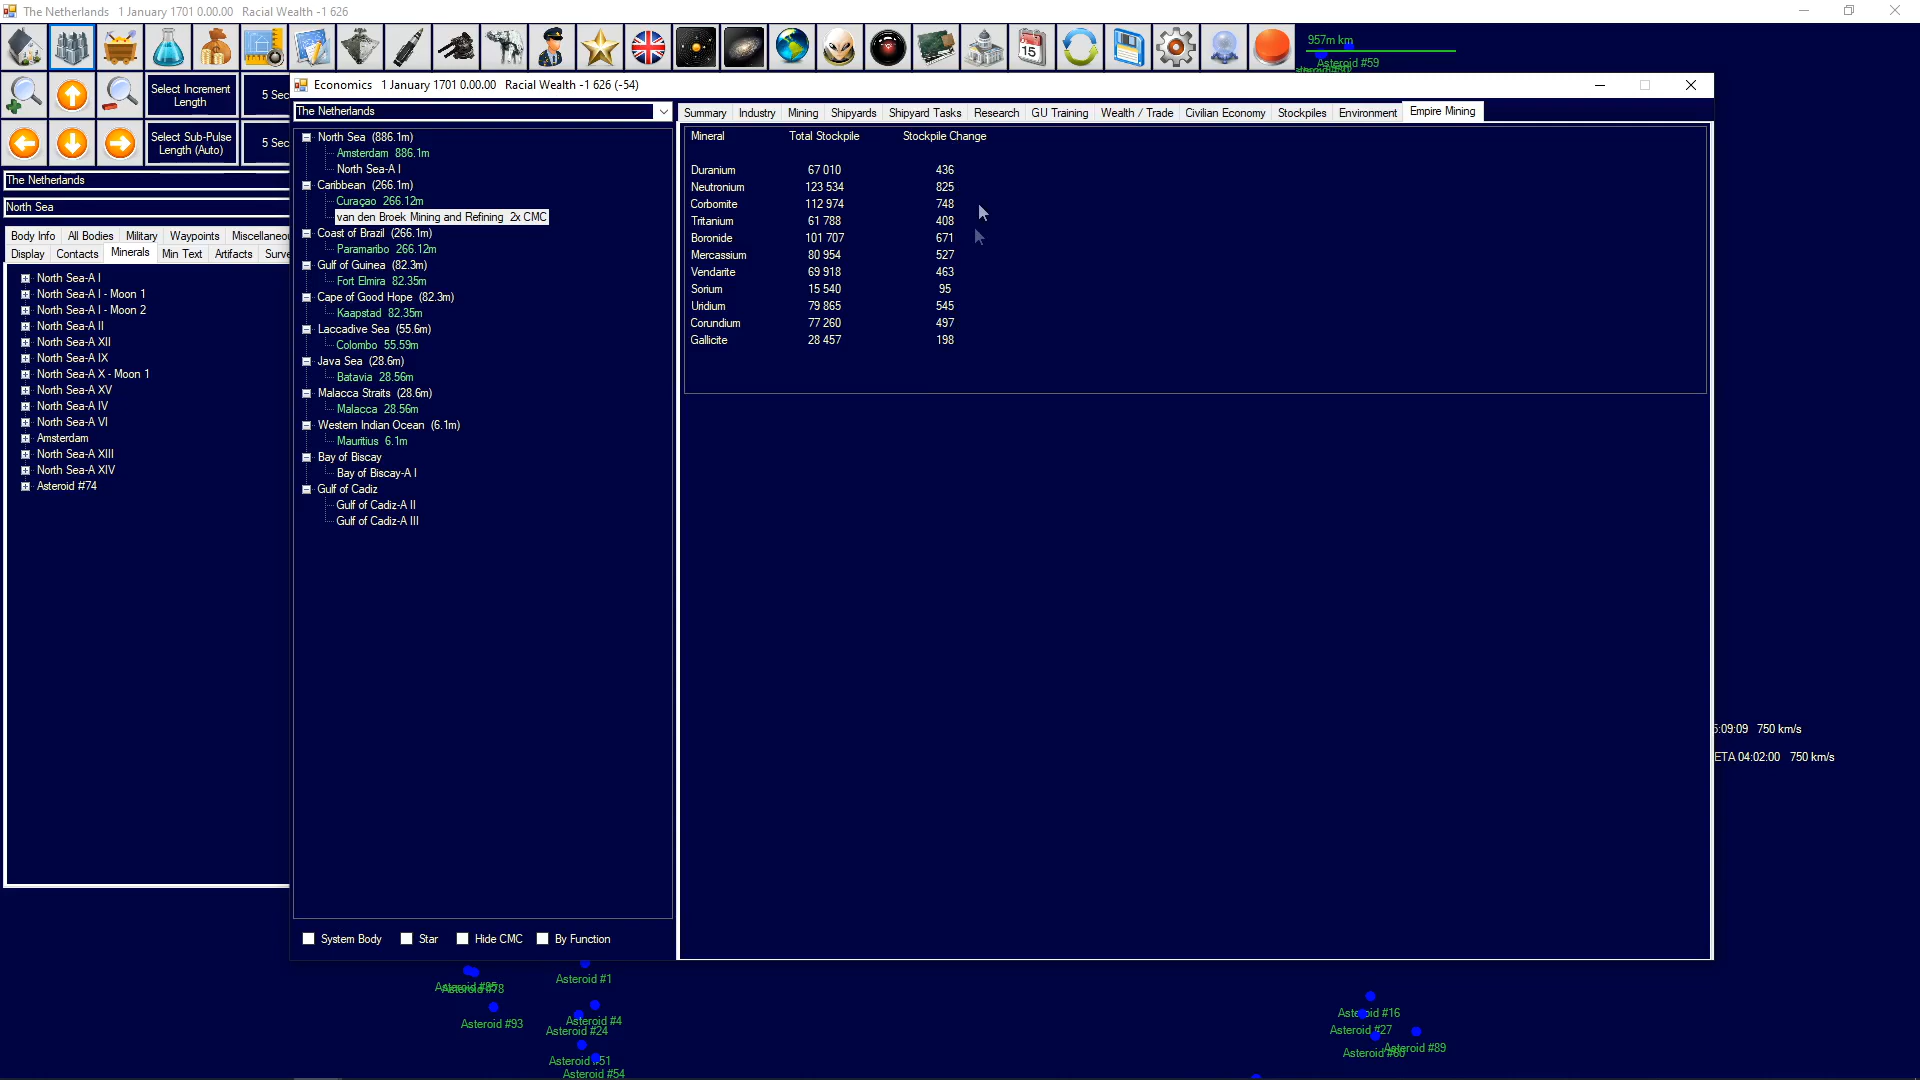 The Netherlands   1 January 1701 0.00.00   Racial Wealth -1 626
957m km
Asteroid #59
Select Increment Length
5 Sec
Select Sub-Pulse Length (Auto)
5 Sec
The Netherlands
North Sea
Body Info   All Bodies   Military   Waypoints   Miscellaneou
Display   Contacts   Minerals   Min Text   Artifacts   Surve
North Sea-A I
North Sea-A I - Moon 1
North Sea-A I - Moon 2
North Sea-A II
North Sea-A XII
North Sea-A IX
North Sea-A X - Moon 1
North Sea-A XV
North Sea-A IV
North Sea-A VI
Amsterdam
North Sea-A XIII
North Sea-A XIV
Asteroid #74
Economics   1 January 1701 0.00.00   Racial Wealth -1 626 (-54)
The Netherlands
North Sea  (886.1m)
Amsterdam  886.1m
North Sea-A I
Caribbean  (266.1m)
Curaçao  266.12m
van den Broek Mining and Refining  2x CMC
Coast of Brazil  (266.1m)
Paramaribo  266.12m
Gulf of Guinea  (82.3m)
Fort Elmira  82.35m
Cape of Good Hope  (82.3m)
Kaapstad  82.35m
Laccadive Sea  (55.6m)
Colombo  55.59m
Java Sea  (28.6m)
Batavia  28.56m
Malacca Straits  (28.6m)
Malacca  28.56m
Western Indian Ocean  (6.1m)
Mauritius  6.1m
Bay of Biscay
Bay of Biscay-A I
Gulf of Cadiz
Gulf of Cadiz-A II
Gulf of Cadiz-A III
System Body   Star   Hide CMC   By Function
Summary   Industry   Mining   Shipyards   Shipyard Tasks   Research   GU Training   Wealth / Trade   Civilian Economy   Stockpiles   Environment   Empire Mining
Mineral   Total Stockpile   Stockpile Change
Duranium   67 010   436
Neutronium   123 534   825
Corbomite   112 974   748
Tritanium   61 788   408
Boronide   101 707   671
Mercassium   80 954   527
Vendarite   69 918   463
Sorium   15 540   95
Uridium   79 865   545
Corundium   77 260   497
Gallicite   28 457   198
5:09:09   750 km/s
ETA 04:02:00   750 km/s
Asteroid #1
Asteroid #93
Asteroid #4
Asteroid #24
Asteroid #51
Asteroid #54
Asteroid #16
Asteroid #27
Asteroid #89